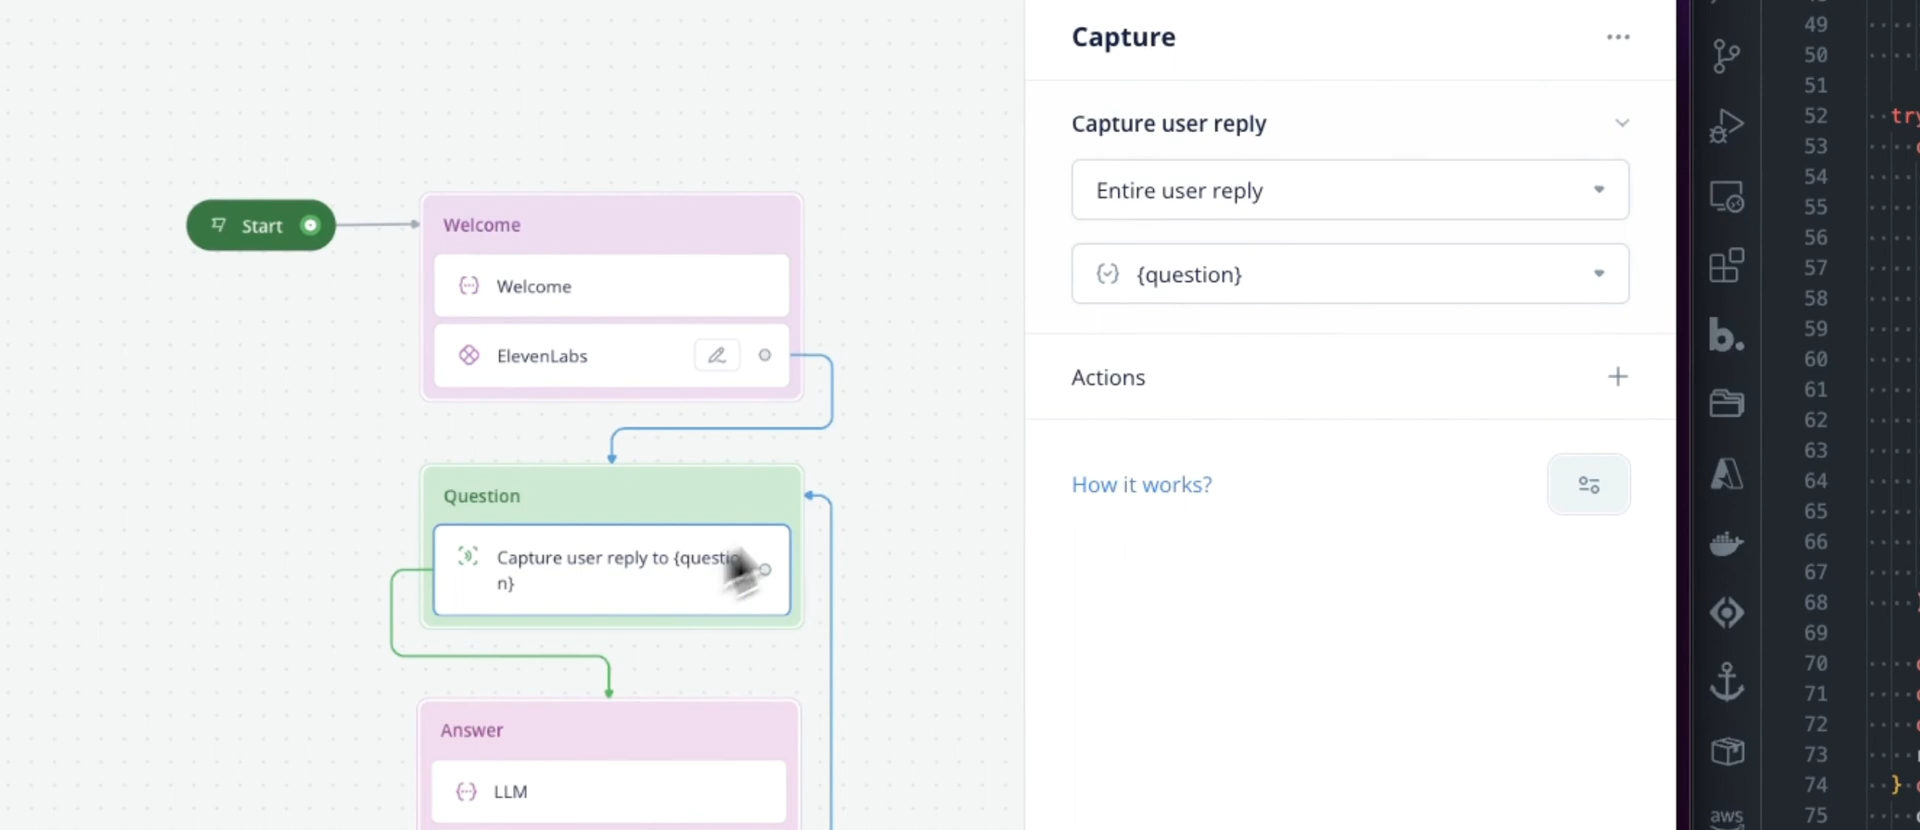 Start
Welcome
Welcome
ElevenLabs
Question
Capture user reply to {questio
n}
Answer
LLM
Capture
Capture user reply
Entire user reply
{question}
Actions
How it works?
b.
aws
49
50
51
52
try
53
54
55
56
57
58
59
60
61
62
63
64
65
66
67
68
69
70
71
72
73
74
}
75